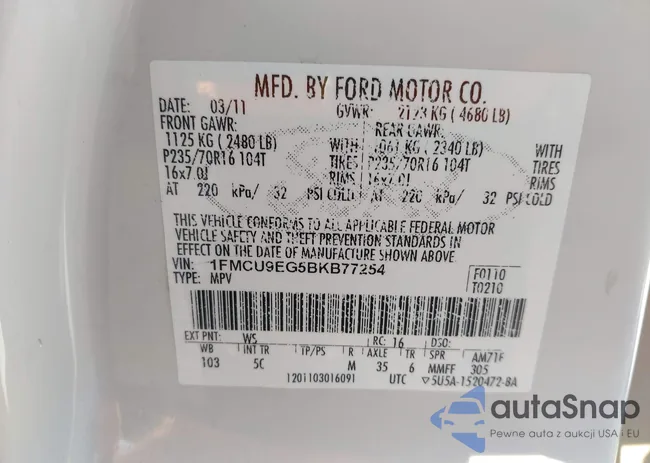 MFD. BY FORD MOTOR CO.
DATE: 03/11 GVWR: KG ( 4680 LB)
FRONT GAWR: REAR GAWR:
1125 KG ( 2480 LB) WITH 1061 KG ( 2340 LB) WITH
P235/70R16 104T TIRES P235/70R16 104T TIRES
16x7.0J RIMS 16x7.0J RIMS
AT 220 kPa/ 32 PSI COLD AT 220 kPa/ 32 PSI COLD
THIS VEHICLE CONFORMS TO ALL APPLICABLE FEDERAL MOTOR
VEHICLE SAFETY AND THEFT PREVENTION STANDARDS IN
EFFECT ON THE DATE OF MANUFACTURE SHOWN ABOVE.
VIN: 1FMCU9EG5BKB77254 F0110
TYPE: MPV T0210
EXT PNT: WS RC: 16 DSO:
WB INT TR TP/PS R AXLE TR SPR AM71F
103 5C M 35 6 MMFF 305
1201103016091 UTC 5U5A-1520472-BA
autaSnap
Pewne auta z aukcji USA i EU